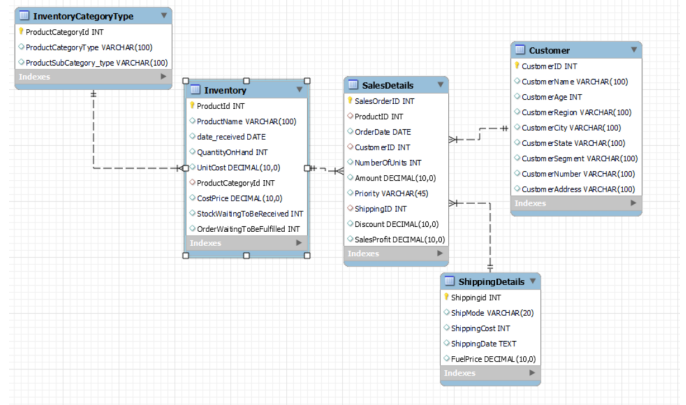 InventoryCategoryType
ProductCategoryId INT
ProductCategoryType VARCHAR(100)
ProductSubCategory_type VARCHAR(100)
Indexes
Inventory
ProductId INT
ProductName VARCHAR(100)
date_received DATE
QuantityOnHand INT
UnitCost DECIMAL(10,0)
ProductCategoryId INT
CostPrice DECIMAL(10,0)
StockWaitingToBeReceived INT
OrderWaitingToBeFulfilled INT
Indexes
SalesDetails
SalesOrderID INT
ProductID INT
OrderDate DATE
CustomerID INT
NumberOfUnits INT
Amount DECIMAL(10,0)
Priority VARCHAR(45)
ShippingID INT
Discount DECIMAL(10,0)
SalesProfit DECIMAL(10,0)
Indexes
Customer
CustomerID INT
CustomerName VARCHAR(100)
CustomerAge INT
CustomerRegion VARCHAR(100)
CustomerCity VARCHAR(100)
CustomerState VARCHAR(100)
CustomerSegment VARCHAR(100)
CustomerNumber VARCHAR(100)
CustomerAddress VARCHAR(100)
Indexes
ShippingDetails
Shippingid INT
ShipMode VARCHAR(20)
ShippingCost INT
ShippingDate TEXT
FuelPrice DECIMAL(10,0)
Indexes